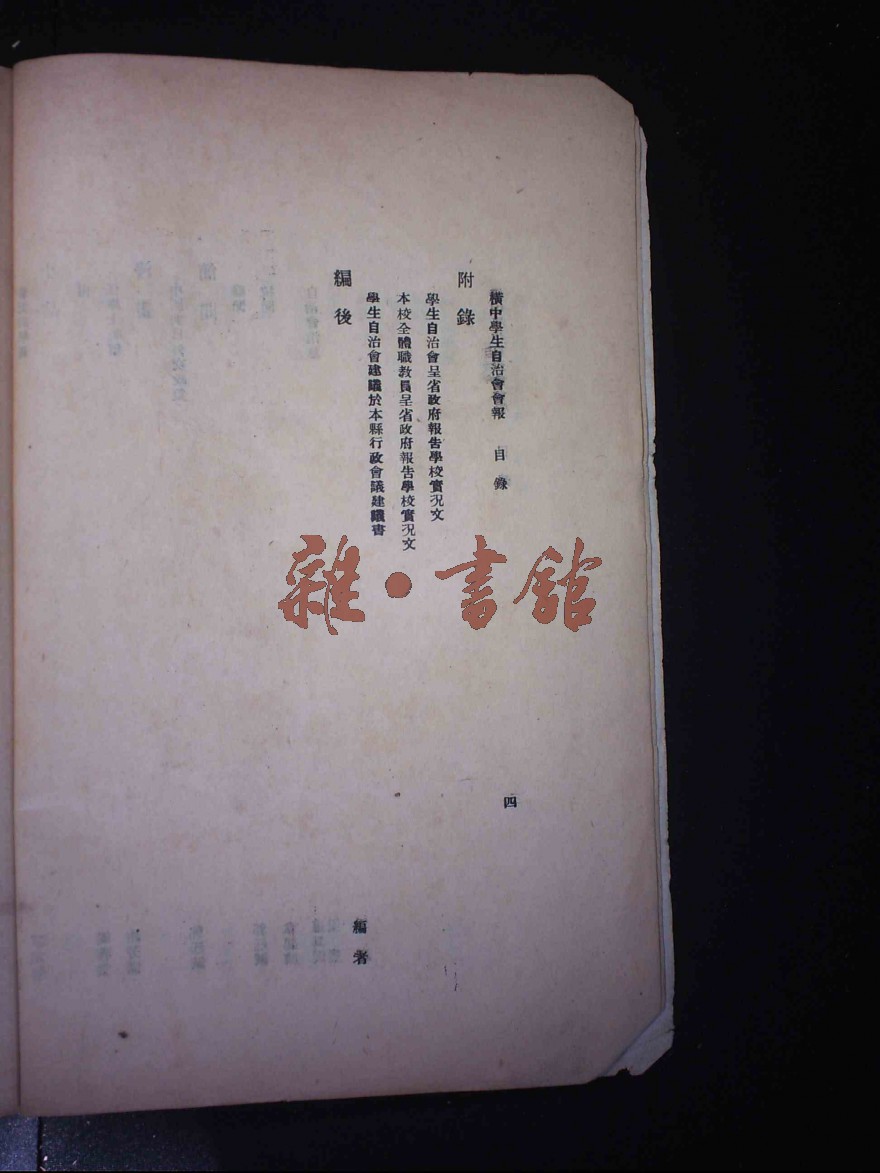 橫中學生自治會會報 目錄
四
附錄
學生自治會呈省政府報告學校實況文
本校全體職教員呈省政府報告學校實況文
學生自治會建議於本縣行政會議建議書
編後
編者
雜·書館